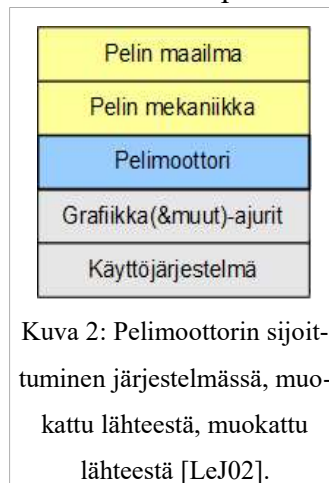 Pelin maailma
Pelin mekaniikka
Pelimoottori
Grafiikka(&muut)-ajurit
Käyttöjärjestelmä
Kuva 2: Pelimoottorin sijoit-
tuminen järjestelmässä, muo-
kattu lähteestä, muokattu
lähteestä [LeJ02].